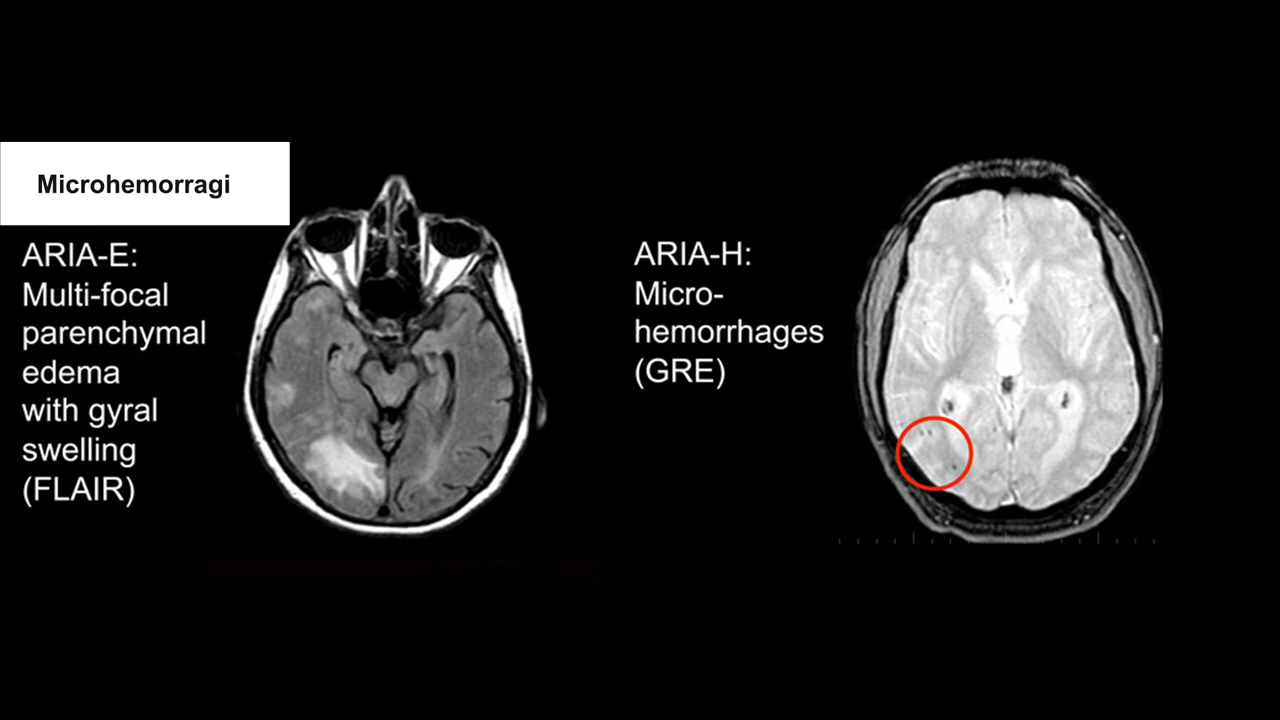 Microhemorragi
ARIA-E:
Multi-focal
parenchymal
edema
with gyral
swelling
(FLAIR)
ARIA-H:
Micro-
hemorrhages
(GRE)